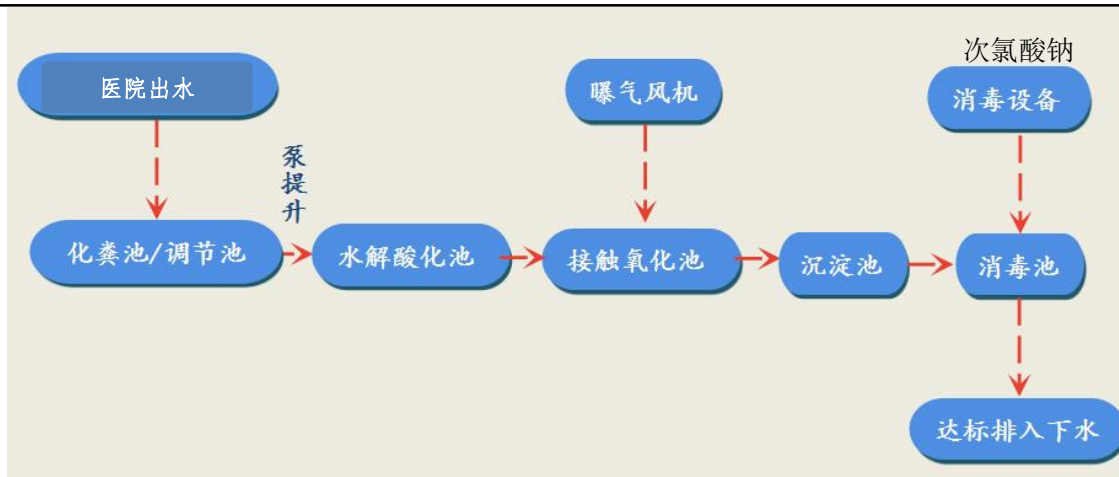 次氯酸钠
医院出水
曝气风机
消毒设备
泵提升
化粪池/调节池
水解酸化池
接触氧化池
沉淀池
消毒池
达标排入下水